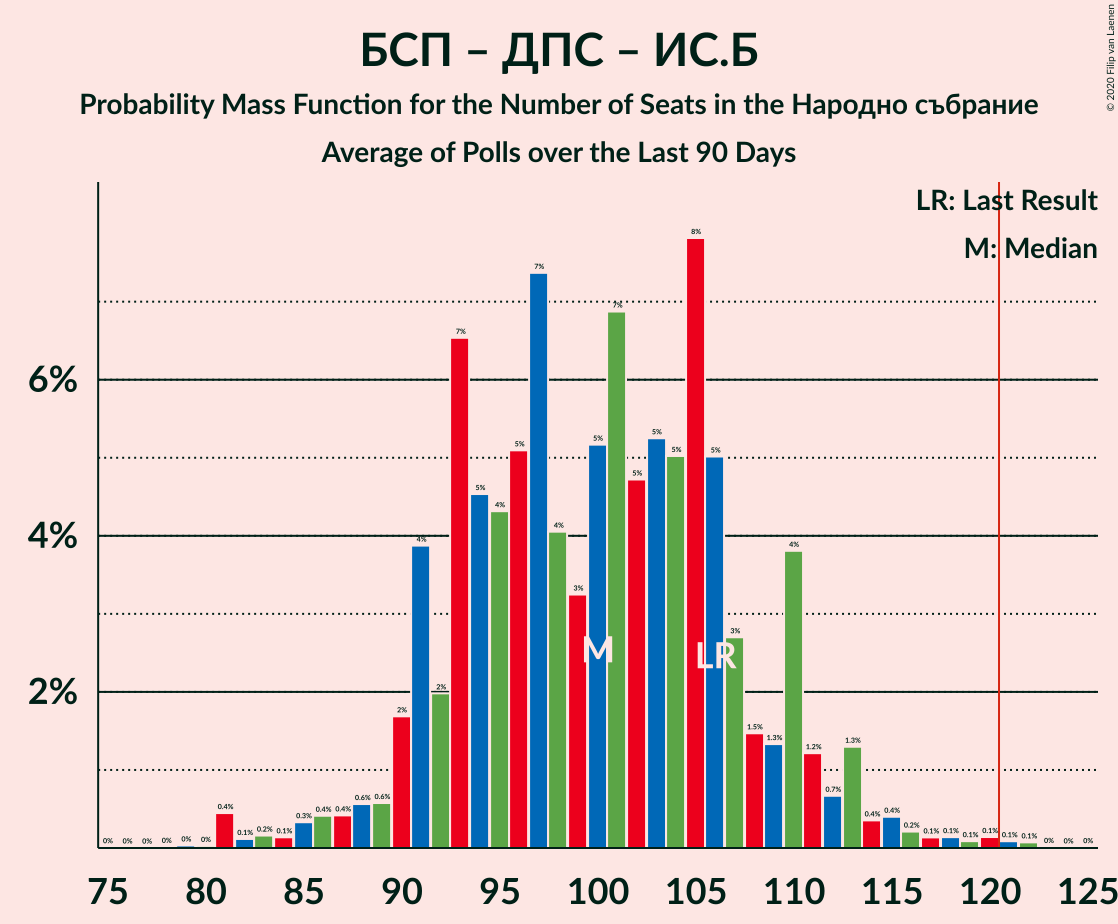 БСП – ДПС – ИС.Б
Probability Mass Function for the Number of Seats in the Народно събрание
Average of Polls over the Last 90 Days
© 2020 Filip van Laenen
LR: Last Result
M: Median
6%
4%
2%
0% 0% 0% 0% 0% 0% 0.4% 0.1% 0.2% 0.1% 0.3% 0.4% 0.4% 0.6% 0.6% 2% 4% 2% 7% 5% 4% 5% 7% 4% 3% 5% 7% 5% 5% 5% 8% 5% 3% 1.5% 1.3% 4% 1.2% 0.7% 1.3% 0.4% 0.4% 0.2% 0.1% 0.1% 0.1% 0.1% 0.1% 0.1% 0% 0% 0%
M
LR
75 80 85 90 95 100 105 110 115 120 125